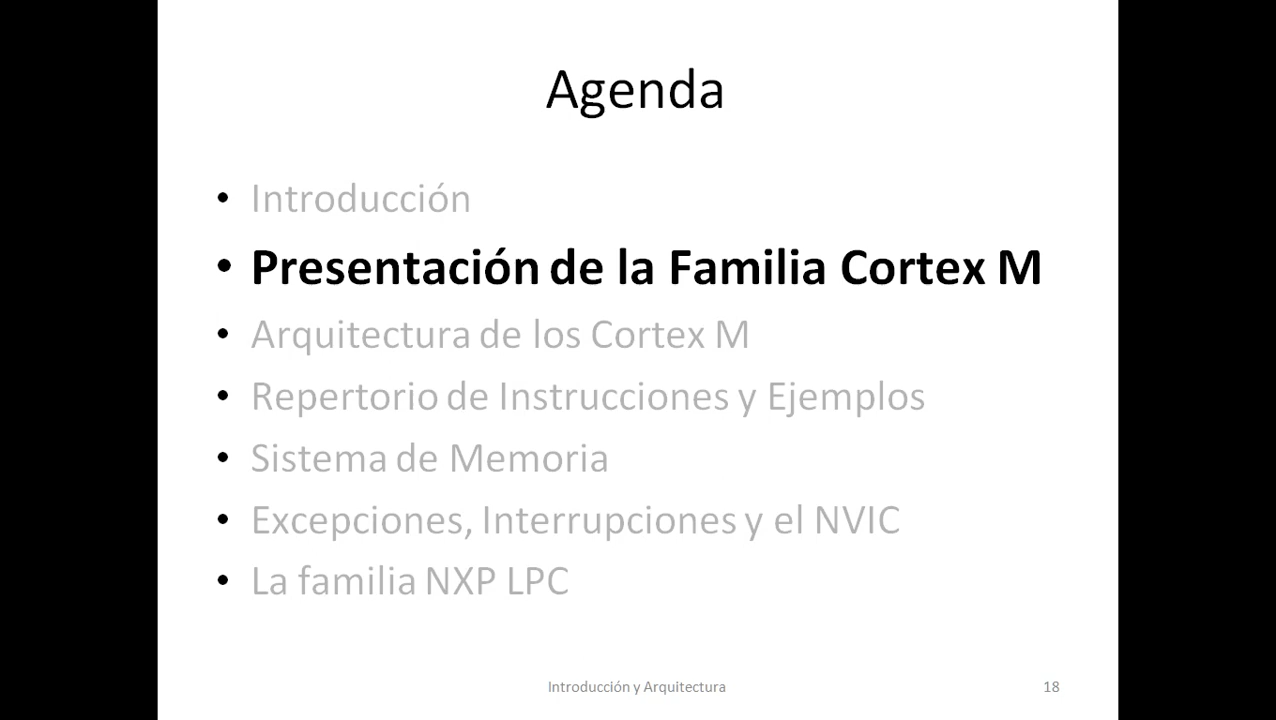 Agenda
• Introducción
• Presentación de la Familia Cortex M
• Arquitectura de los Cortex M
• Repertorio de Instrucciones y Ejemplos
• Sistema de Memoria
• Excepciones, Interrupciones y el NVIC
• La familia NXP LPC
Introducción y Arquitectura
18